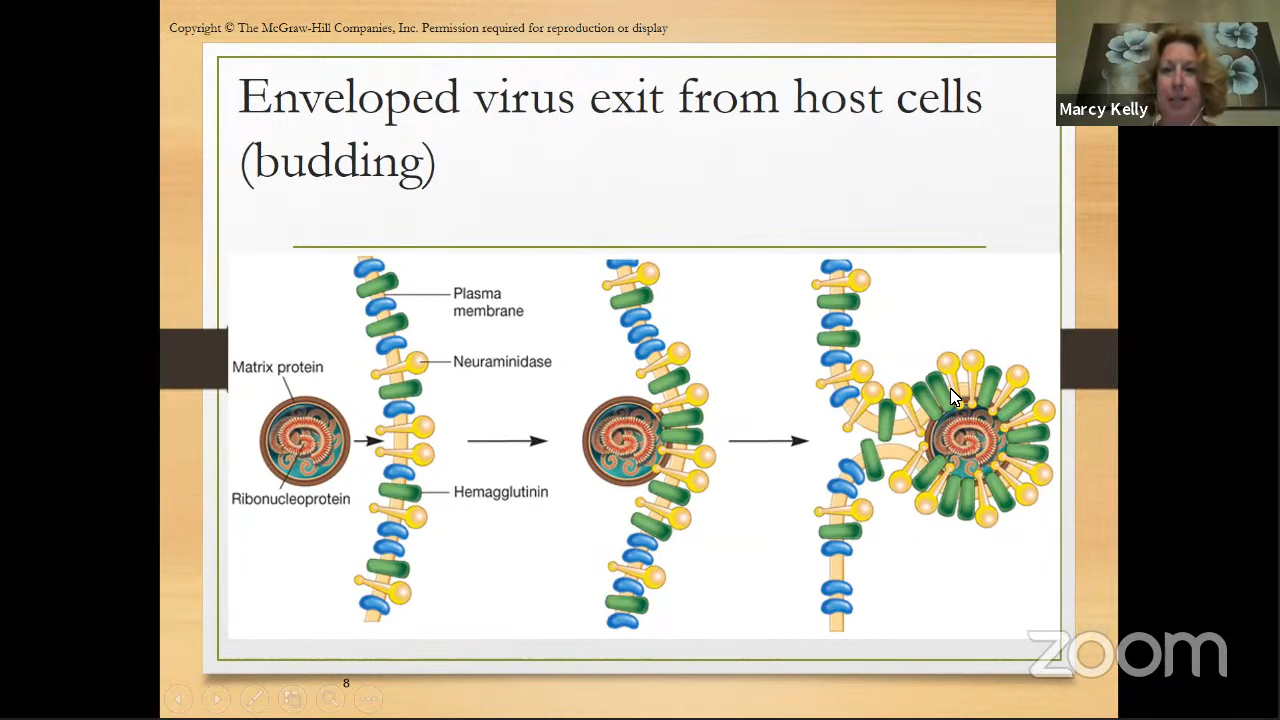 Copyright © The McGraw-Hill Companies, Inc. Permission required for reproduction or display
Marcy Kelly
Enveloped virus exit from host cells
(budding)
Plasma
membrane
Matrix protein
Neuraminidase
Ribonucleoprotein
Hemagglutinin
zoom
8